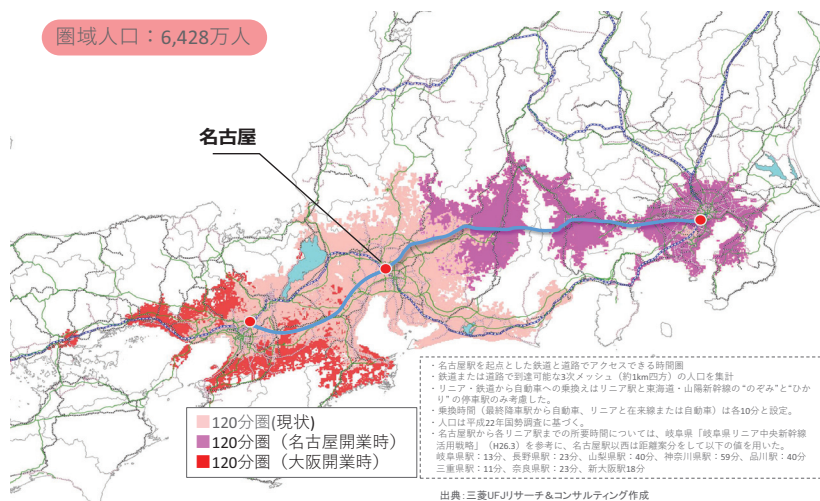 圏域人口：6,428万人
名古屋
120分圏(現状)
120分圏（名古屋開業時）
120分圏（大阪開業時）
・名古屋駅を起点とした鉄道と道路でアクセスできる時間圏
・鉄道または道路で到達可能な3次メッシュ（約1km四方）の人口を集計
・リニア・鉄道から自動車への乗換えはリニア駅と東海道・山陽新幹線の“のぞみ”と“ひか
り” の停車駅のみ考慮した。
・乗換時間（最終降車駅から自動車、リニアと在来線または自動車）は各10分と設定。
・人口は平成22年国勢調査に基づく。
・名古屋駅から各リニア駅までの所要時間については、岐阜県「岐阜県リニア中央新幹線
活用戦略」（H26.3）を参考に、名古屋以西は距離案分をして以下の値を用いた。
岐阜県駅：13分、長野県駅：23分、山梨県駅：40分、神奈川県駅：59分、品川駅：40分
三重県駅：11分、奈良県駅：23分、新大阪駅18分
出典：三菱UFJリサーチ＆コンサルティング作成